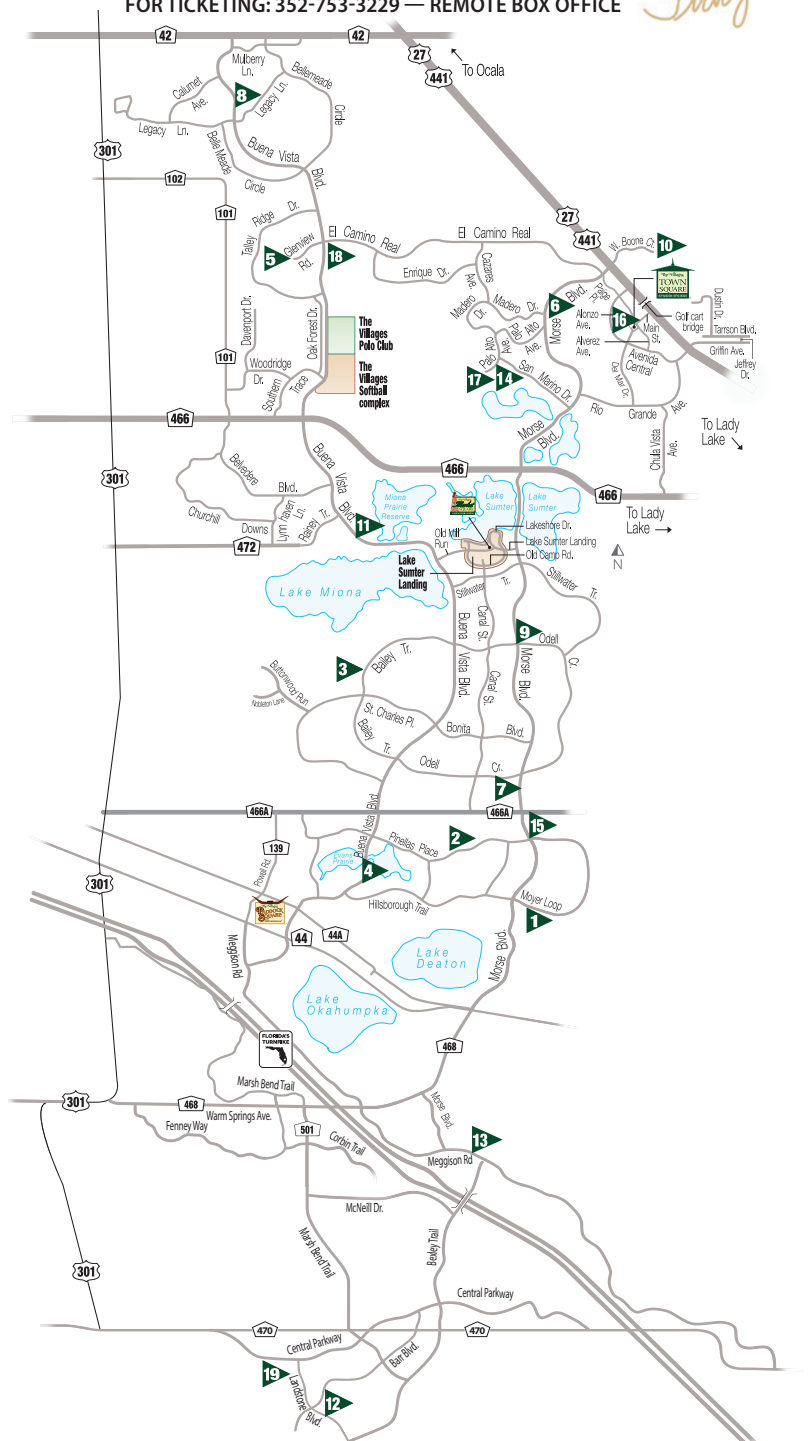 FOR TICKETING: 352-753-3229 — REMOTE BOX OFFICE
42
42
27
441
To Ocala
Mulberry
Ln.
Calumet
Ave.
8
Legacy Ln.
Bellemeade
Circle
Legacy Ln.
Belle Meade
Circle
Buena Vista
Blvd.
301
102
101
27
441
W. Boone Ct.
10
Talley
Ridge Dr.
5
Glenview
Rd.
18
El Camino Real
El Camino Real
Enrique Dr.
Cazares
Ave.
Madero
Dr.
Madero Dr.
Palo
Alto
Ave.
Palo
Alto
Ave.
6
Morse
Blvd.
Paige
Pl.
TOWN
SQUARE
Alonzo
Ave.
16
Main
St.
Alverez
Ave.
Avenida
Central
Del Mar Dr.
Golf cart
bridge
Dustin Dr.
Tarrson Blvd.
Griffin Ave.
Jeffrey
Dr.
Davenport Dr.
Oak Forest Dr.
The
Villages
Polo Club
The
Villages
Softball
complex
101
Woodridge
Dr.
Southern
Trace
17
14
San
Marino Dr.
Rio
Grande
Ave.
Chula Vista
Ave.
To Lady
Lake
466
Morse
Blvd.
466
466
To Lady
Lake
301
Buena
Vista
Blvd.
Belvedere
Blvd.
Churchill
Downs
Lynn haven
Ln.
Rainey Tr.
11
472
Miona
Prairie
Reserve
Lake
Sumter
Lake
Sumter
Old Mill
Run
Lakeshore Dr.
Lake Sumter Landing
Old Camp Rd.
Lake
Sumter
Landing
N
Lake Miona
Stillwater Tr.
Stillwater Tr.
Buena
Vista Blvd.
Canal St.
Canal St.
9
Odell
Cr.
Morse Blvd.
3
Bailey Tr.
Buttonwood Run
Nobleton Lane
St. Charles Pl.
Bonita
Blvd.
Bailey
Tr.
Odell
Cr.
7
466A
466A
Buena Vista Blvd.
15
139
Pinellas Place
2
Evans
Prairie
4
301
Powell Rd.
Hillsborough Trail
Moyer Loop
1
44
44A
Meggison Rd
Lake
Deaton
Morse Blvd.
Lake
Okahumpka
FLORIDA'S
TURNPIKE
468
Marsh Bend Trail
301
468
Warm Springs Ave.
Fenney Way
501
Corbin Trail
Morse Blvd.
13
Meggison Rd
McNeill Dr.
Marsh Bend Trail
Bexley Trail
301
Central Parkway
470
470
Central Parkway
Bart Blvd.
19
Landstone
Blvd.
12